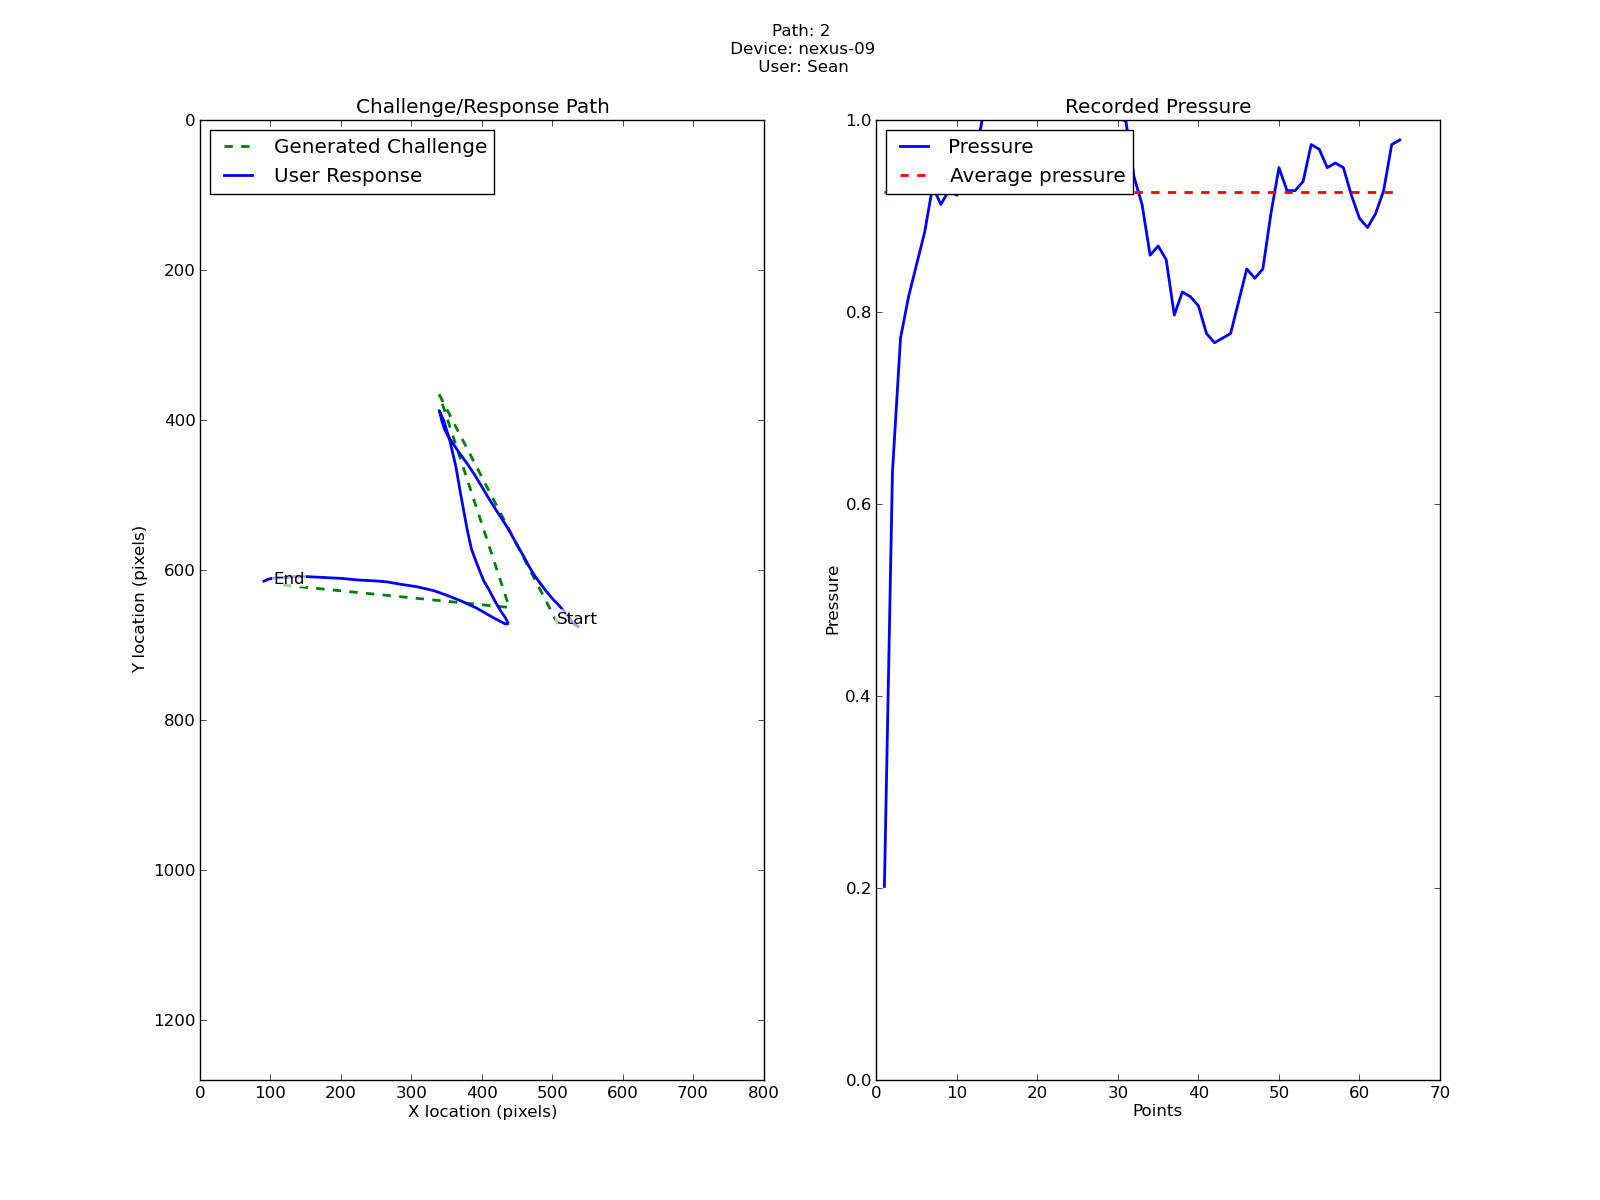 Path: 2
Device: nexus-09
User: Sean
Challenge/Response Path
Generated Challenge
User Response
0
200
400
600
800
1000
1200
Y location (pixels)
End
Start
0 100 200 300 400 500 600 700 800
X location (pixels)
Recorded Pressure
Pressure
Average pressure
1.0
0.8
0.6
0.4
0.2
0.0
Pressure
0 10 20 30 40 50 60 70
Points